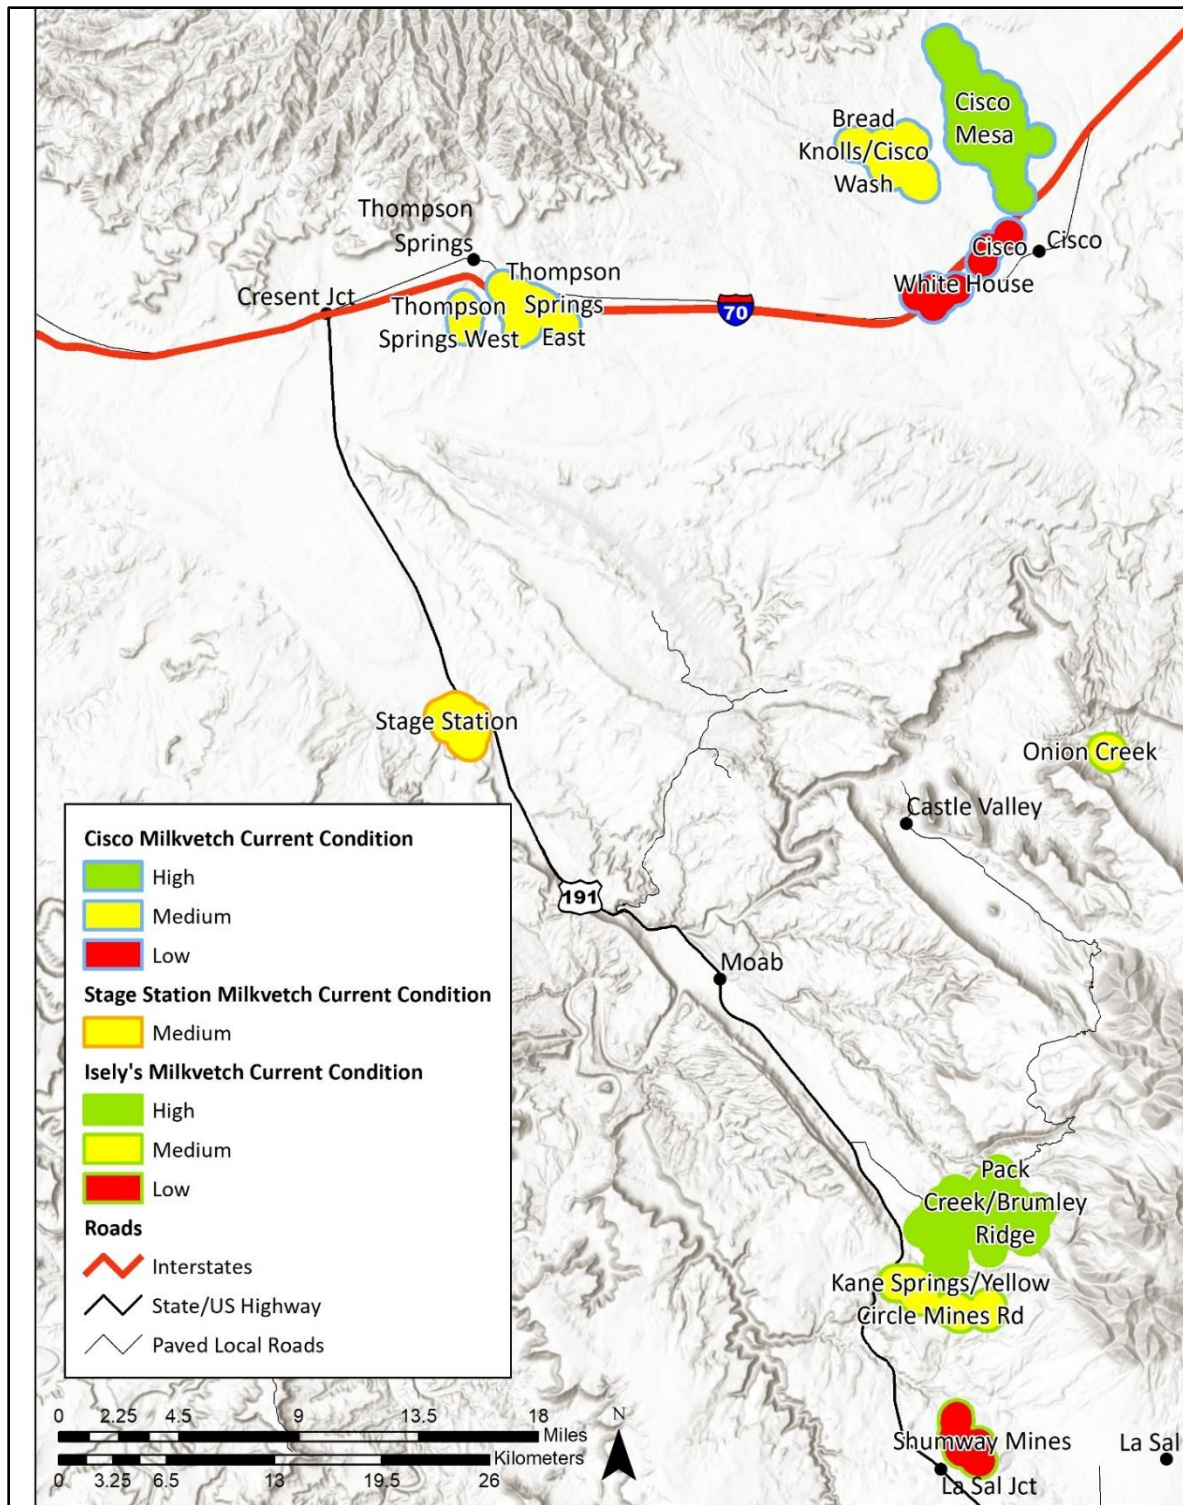 Cisco
Mesa
Bread
Knolls/Cisco
Wash
Thompson
Springs
Cisco
Cisco
White House
Cresent Jct
Thompson
Springs West
Thompson
Springs
East
70
Stage Station
Onion Creek
Castle Valley
191
Moab
Pack
Creek/Brumley
Ridge
Kane Springs/Yellow
Circle Mines Rd
Shumway Mines
La Sal
La Sal Jct
Cisco Milkvetch Current Condition
High
Medium
Low
Stage Station Milkvetch Current Condition
Medium
Isely's Milkvetch Current Condition
High
Medium
Low
Roads
Interstates
State/US Highway
Paved Local Roads
0 2.25 4.5 9 13.5 18
Miles
Kilometers
0 3.25 6.5 13 19.5 26
N